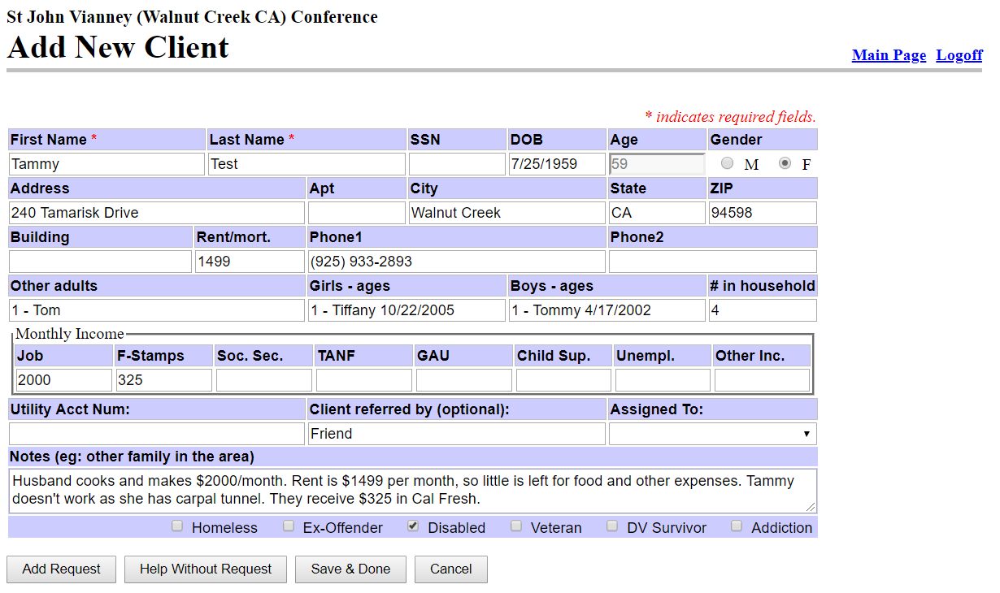 St John Vianney (Walnut Creek CA) Conference
Add New Client
Main Page Logoff
* indicates required fields.
First Name * Last Name * SSN DOB Age Gender
Tammy Test 7/25/1959 59 M F
Address Apt City State ZIP
240 Tamarisk Drive Walnut Creek CA 94598
Building Rent/mort. Phone1 Phone2
1499 (925) 933-2893
Other adults Girls - ages Boys - ages # in household
1 - Tom 1 - Tiffany 10/22/2005 1 - Tommy 4/17/2002 4
Monthly Income
Job F-Stamps Soc. Sec. TANF GAU Child Sup. Unempl. Other Inc.
2000 325
Utility Acct Num: Client referred by (optional): Assigned To:
Friend
Notes (eg: other family in the area)
Husband cooks and makes $2000/month. Rent is $1499 per month, so little is left for food and other expenses. Tammy
doesn't work as she has carpal tunnel. They receive $325 in Cal Fresh.
Homeless Ex-Offender Disabled Veteran DV Survivor Addiction
Add Request Help Without Request Save & Done Cancel